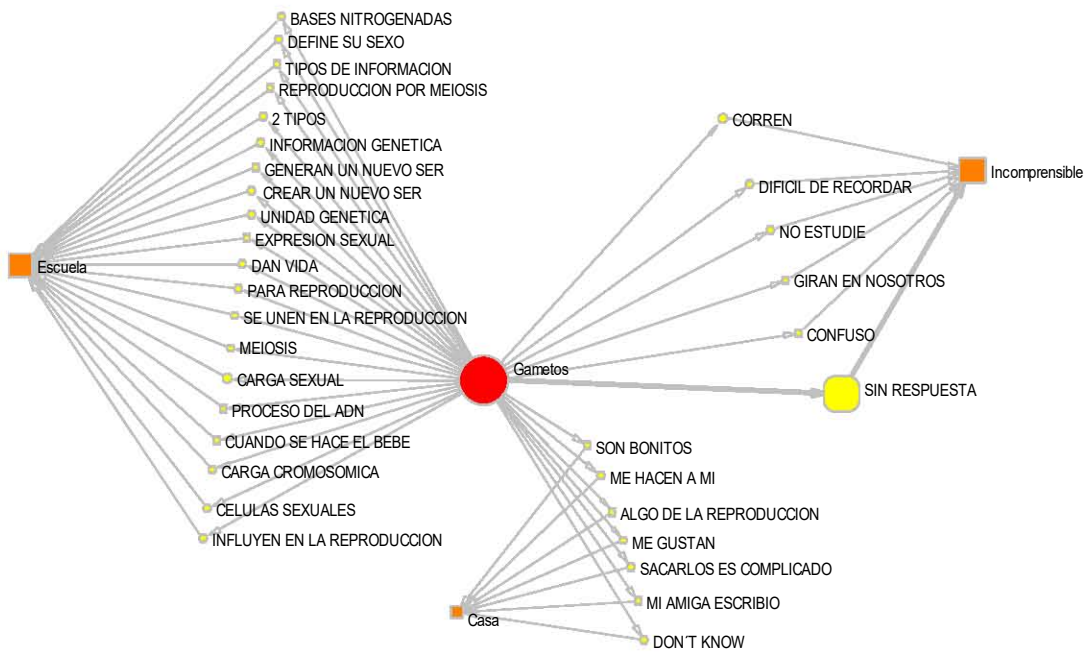 BASES NITROGENADAS
DEFINE SU SEXO
TIPOS DE INFORMACION
REPRODUCCION POR MEIOSIS
2 TIPOS
INFORMACION GENETICA
GENERAN UN NUEVO SER
CREAR UN NUEVO SER
UNIDAD GENETICA
EXPRESION SEXUAL
DAN VIDA
PARA REPRODUCCION
SE UNEN EN LA REPRODUCCION
MEIOSIS
CARGA SEXUAL
PROCESO DEL ADN
CUANDO SE HACE EL BEBE
CARGA CROMOSOMICA
CELULAS SEXUALES
INFLUYEN EN LA REPRODUCCION
Escuela
Gametos
CORREN
DIFICIL DE RECORDAR
NO ESTUDIE
GIRAN EN NOSOTROS
CONFUSO
SIN RESPUESTA
Incomprensible
SON BONITOS
ME HACEN A MI
ALGO DE LA REPRODUCCION
ME GUSTAN
SACARLOS ES COMPLICADO
MI AMIGA ESCRIBIO
DON´T KNOW
Casa